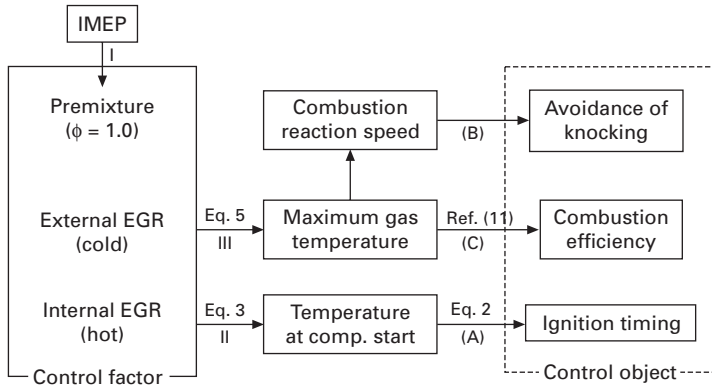 IMEP
I
Premixture
(ϕ = 1.0)
Combustion
reaction speed
(B)
Avoidance of
knocking
External EGR
(cold)
Eq. 5
III
Maximum gas
temperature
Ref. (11)
(C)
Combustion
efficiency
Internal EGR
(hot)
Eq. 3
II
Temperature
at comp. start
Eq. 2
(A)
Ignition timing
Control factor
Control object